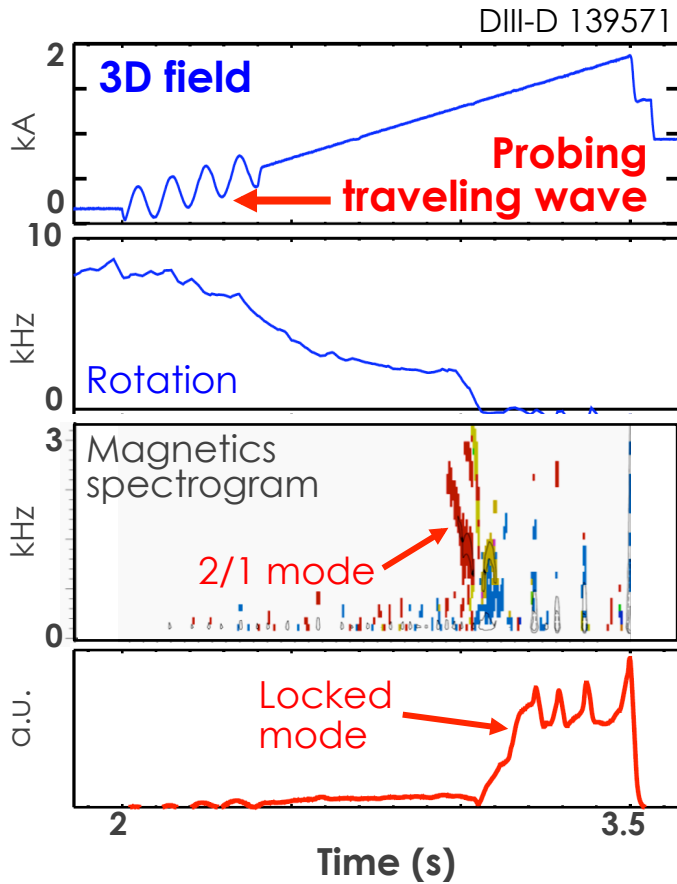 DIII-D 139571
2
3D field
kA
Probing
traveling wave
0
10
kHz
Rotation
0
3
Magnetics
spectrogram
kHz
2/1 mode
0
a.u.
Locked
mode
2
3.5
Time (s)